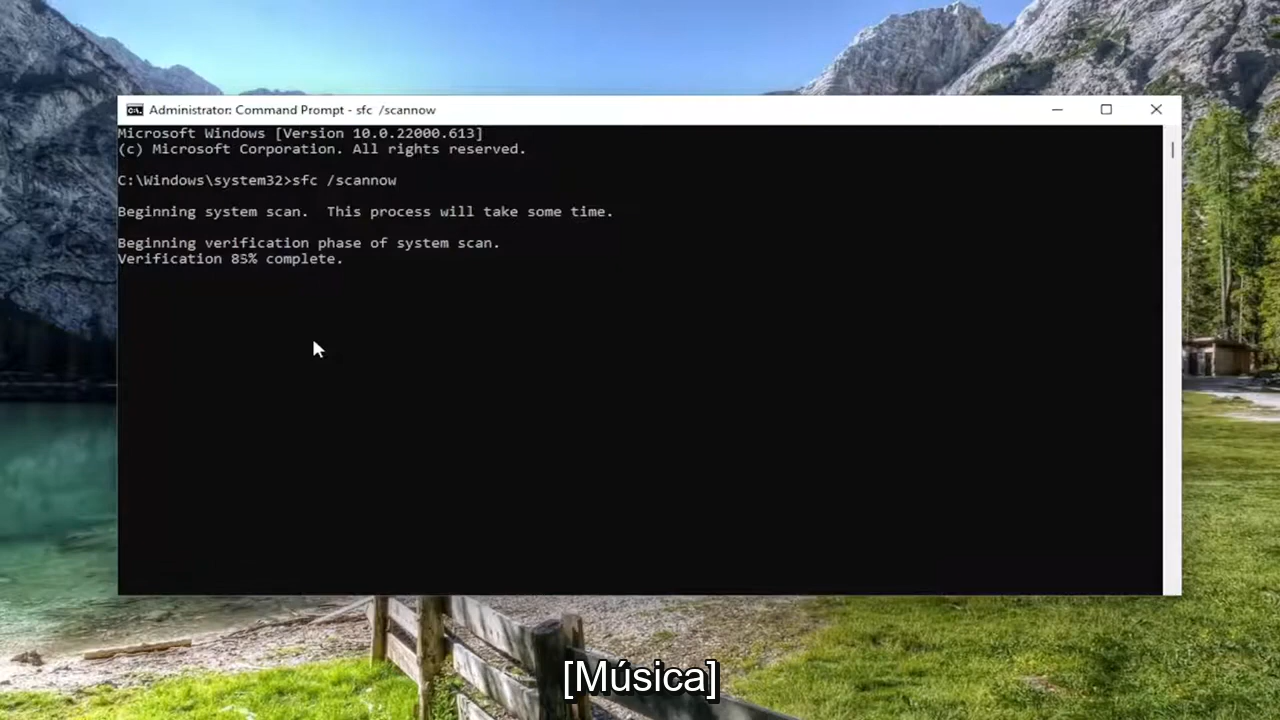 Administrator: Command Prompt - sfc  /scannow
Microsoft Windows [Version 10.0.22000.613]
(c) Microsoft Corporation. All rights reserved.
C:\Windows\system32>sfc /scannow
Beginning system scan.  This process will take some time.
Beginning verification phase of system scan.
Verification 85% complete.
[Música]